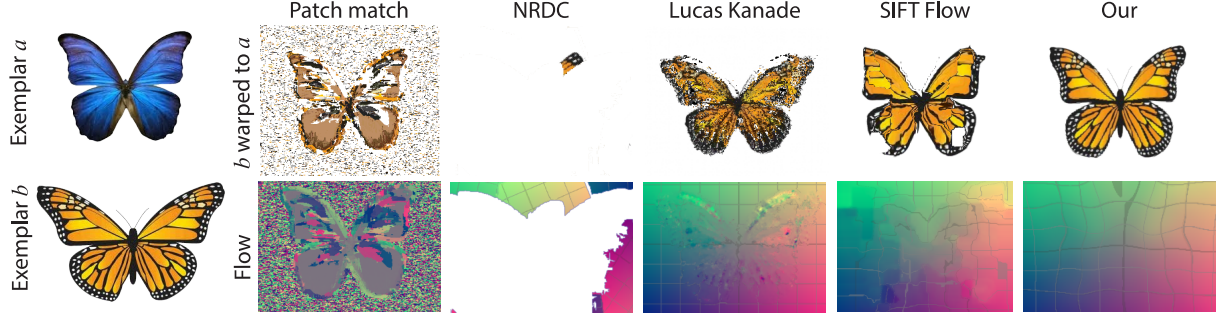 Patch match
NRDC
Lucas Kanade
SIFT Flow
Our
Exemplar a
b warped to a
Exemplar b
Flow